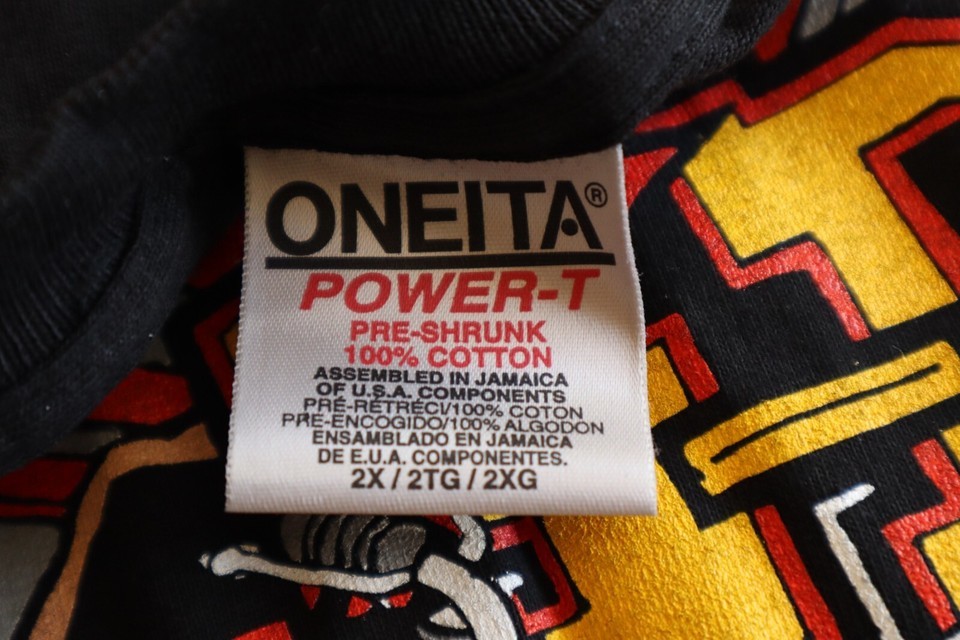 ONEITA®
POWER-T
PRE-SHRUNK
100% COTTON
ASSEMBLED IN JAMAICA
OF U.S.A. COMPONENTS
PRÉ-RÉTRÉCI/100% COTON
PRE-ENCOGIDO/100% ALGODON
ENSAMBLADO EN JAMAICA
DE E.U.A. COMPONENTES.
2X / 2TG / 2XG